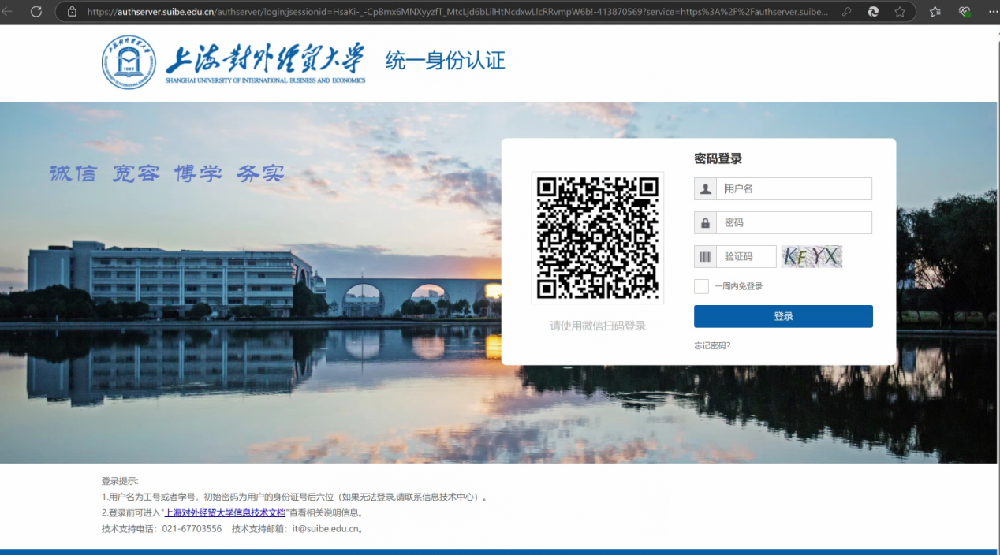 https://authserver.suibe.edu.cn/authserver/login;jsessionid=HsaKi-_-CpBmx6MNXyyzfT_MtcLjd6bLilHtNcdxwLlcRRvmpW6b!-413870569?service=https%3A%2F%2Fauthserver.suibe...
上海对外经贸大学 统一身份认证
SHANGHAI UNIVERSITY OF INTERNATIONAL BUSINESS AND ECONOMICS
诚信 宽容 博学 务实
请使用微信扫码登录
密码登录
用户名
密码
验证码 KFYX
一周内免登录
登录
忘记密码?
登录提示:
1.用户名为工号或者学号，初始密码为用户的身份证号后六位（如果无法登录,请联系信息技术中心）。
2.登录前可进入"上海对外经贸大学信息技术文档"查看相关说明信息。
技术支持电话：021-67703556 技术支持邮箱：it@suibe.edu.cn。